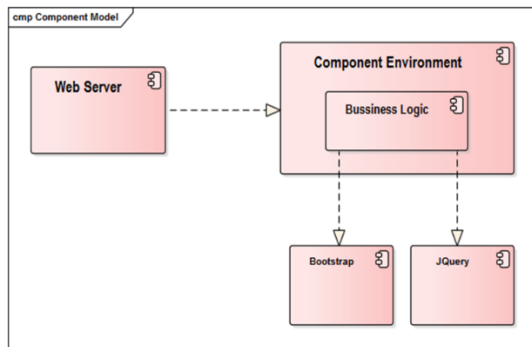 cmp Component Model
Web Server
Component Environment
Bussiness Logic
Bootstrap
JQuery